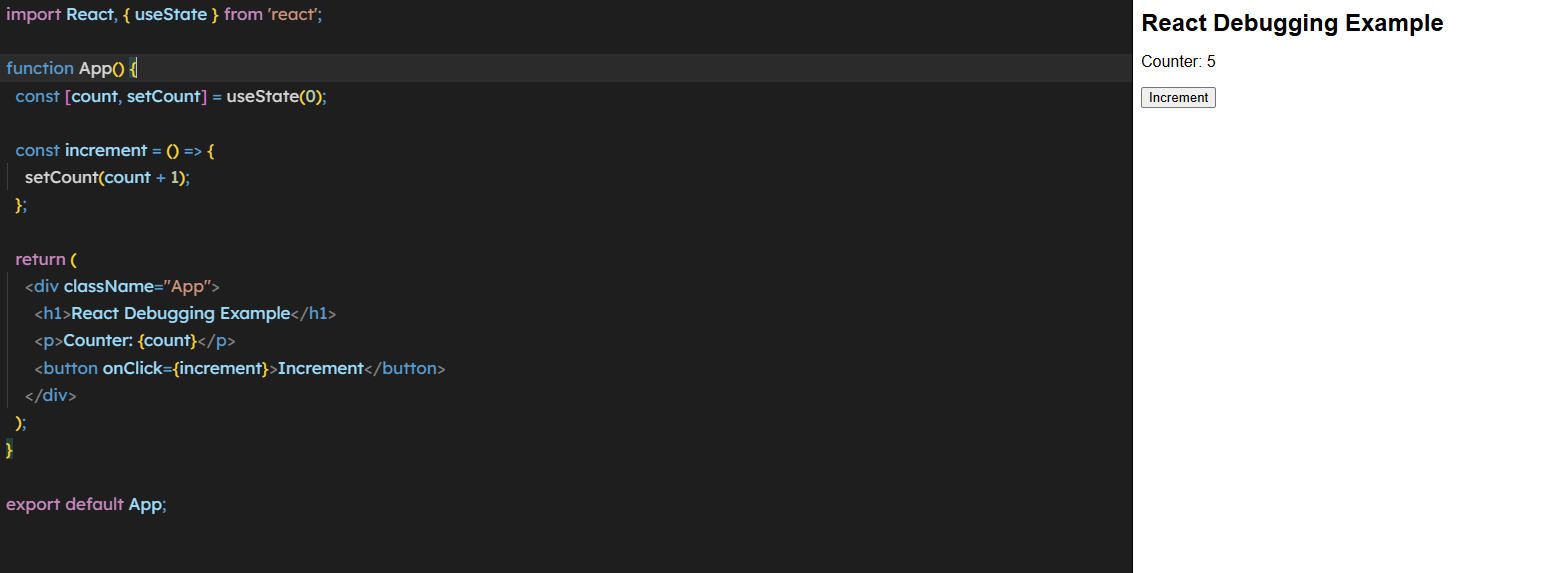 import React, { useState } from 'react';
function App() {
const [count, setCount] = useState(0);
const increment = () => {
setCount(count + 1);
};
return (
<div className="App">
<h1>React Debugging Example</h1>
<p>Counter: {count}</p>
<button onClick={increment}>Increment</button>
</div>
);
}
export default App;
React Debugging Example
Counter: 5
Increment